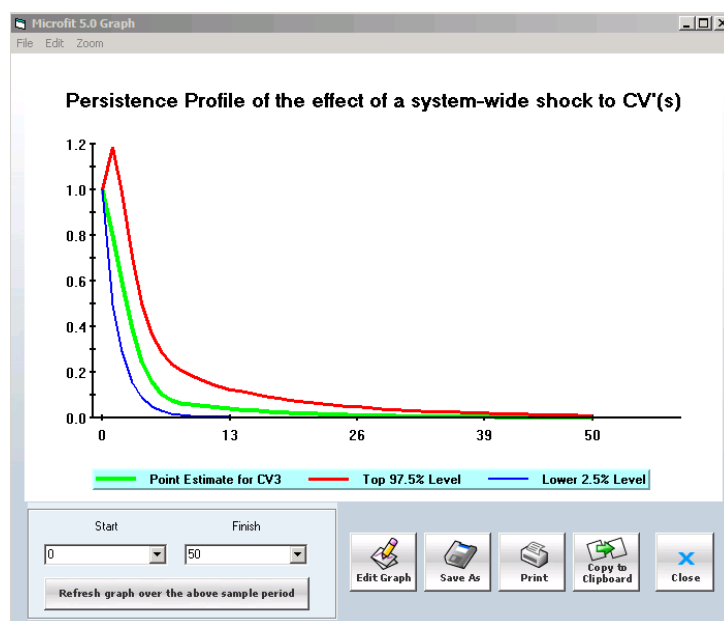 Microfit 5.0 Graph
File Edit Zoom
Persistence Profile of the effect of a system-wide shock to CV'(s)
1.2
1.0
0.8
0.6
0.4
0.2
0.0
0 13 26 39 50
Point Estimate for CV3 Top 97.5% Level Lower 2.5% Level
Start Finish
0 50
Refresh graph over the above sample period
Edit Graph
Save As
Print
Copy to
Clipboard
Close